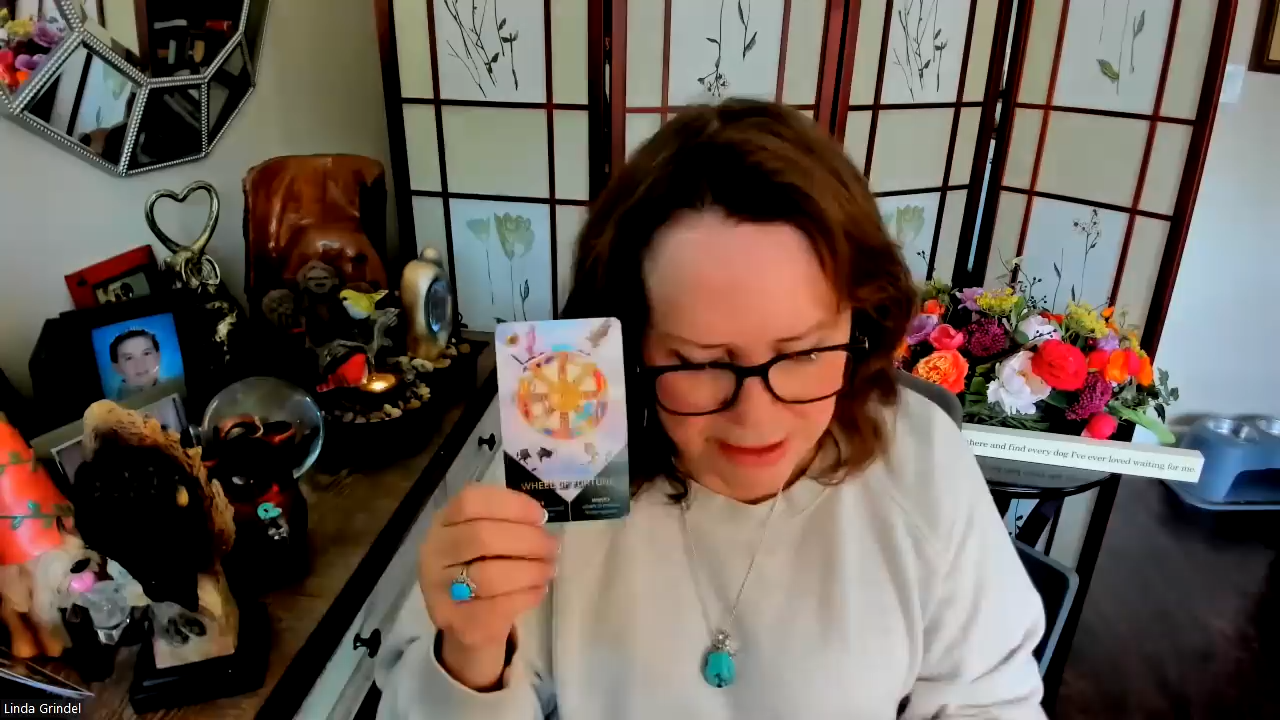 WHEEL OF FORTUNE
here and find every dog I've ever loved waiting for me.
Linda Grindel